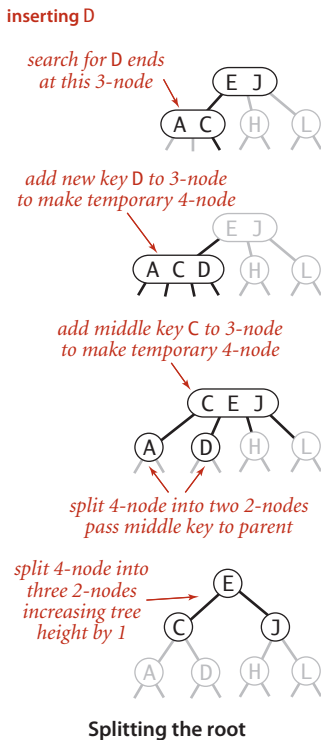 inserting D
search for D ends
at this 3-node
E J
A C
H
L
add new key D to 3-node
to make temporary 4-node
E J
A C D
H
L
add middle key C to 3-node
to make temporary 4-node
C E J
A
D
H
L
split 4-node into two 2-nodes
pass middle key to parent
split 4-node into
three 2-nodes
increasing tree
height by 1
E
C
J
A
D
H
L
Splitting the root